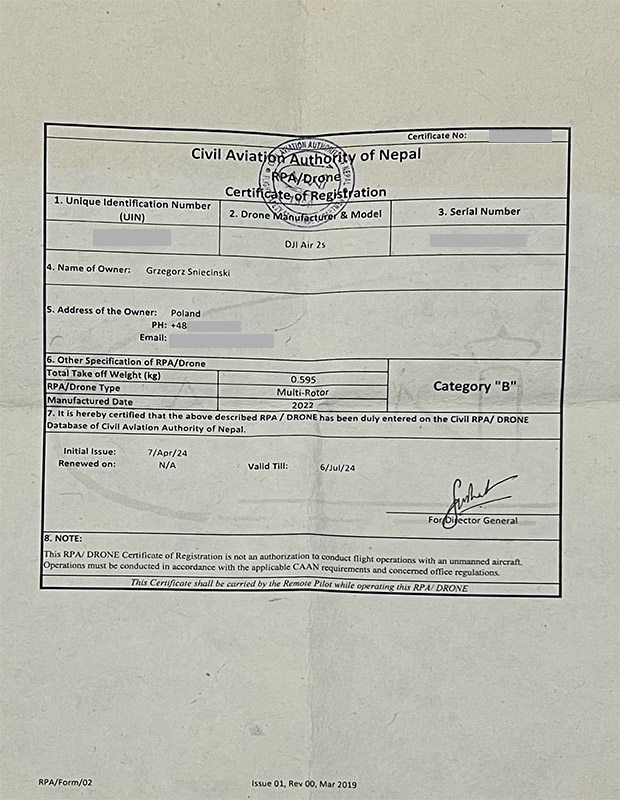 Certificate No:
Civil Aviation Authority of Nepal
RPA/Drone
Certificate of Registration
1. Unique Identification Number (UIN)
2. Drone Manufacturer & Model
3. Serial Number
DJI Air 2s
4. Name of Owner: Grzegorz Sniecinski
5. Address of the Owner: Poland
PH: +48
Email:
6. Other Specification of RPA/Drone
Total Take off Weight (kg) 0.595
RPA/Drone Type Multi-Rotor
Manufactured Date 2022
Category "B"
7. It is hereby certified that the above described RPA / DRONE has been duly entered on the Civil RPA/ DRONE
Database of Civil Aviation Authority of Nepal.
Initial Issue: 7/Apr/24
Renewed on: N/A Valid Till: 6/Jul/24
For Director General
8. NOTE:
This RPA/ DRONE Certificate of Registration is not an authorization to conduct flight operations with an unmanned aircraft.
Operations must be conducted in accordance with the applicable CAAN requirements and concerned office regulations.
This Certificate shall be carried by the Remote Pilot while operating this RPA/ DRONE
RPA/Form/02 Issue 01, Rev 00, Mar 2019